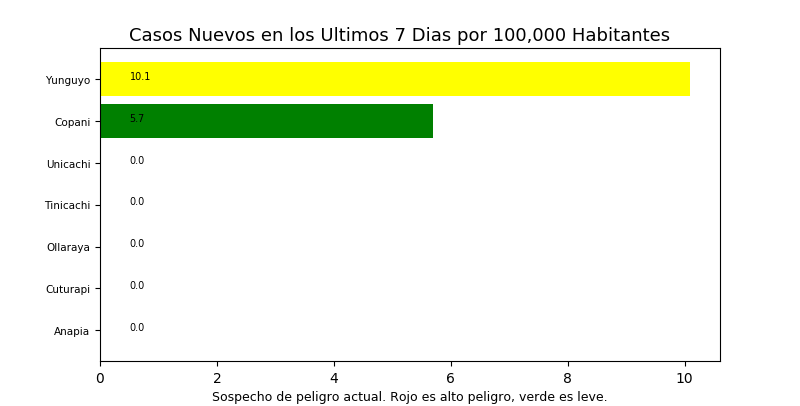 Casos Nuevos en los Ultimos 7 Dias por 100,000 Habitantes
Yunguyo 10.1
Copani 5.7
Unicachi 0.0
Tinicachi 0.0
Ollaraya 0.0
Cuturapi 0.0
Anapia 0.0
0 2 4 6 8 10
Sospecho de peligro actual. Rojo es alto peligro, verde es leve.